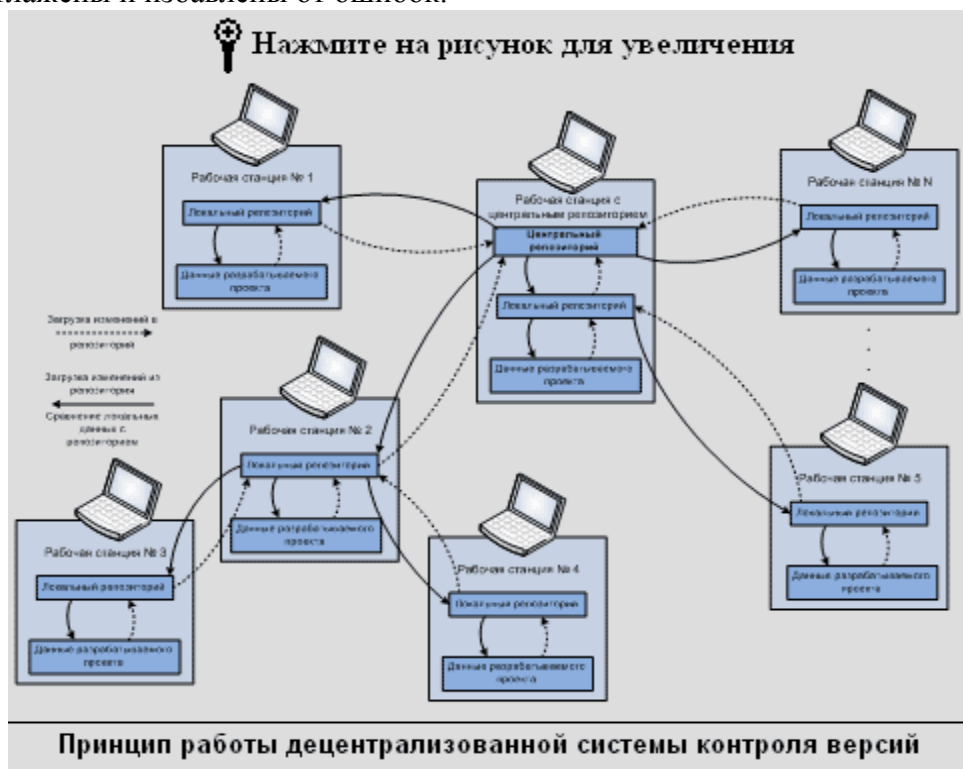 лажены и избавлены от ошибок.
Нажмите на рисунок для увеличения
Рабочая станция № 1
Локальный репозиторий
Данные разрабатываемого
проекта
Рабочая станция с
центральным репозиторием
Центральный
репозиторий
Локальный репозиторий
Данные разрабатываемого
проекта
Рабочая станция № N
Локальный репозиторий
Данные разрабатываемого
проекта
Загрузка изменений в
репозиторий
Загрузка изменений из
репозитория
Сравнение локальных
данных с
репозиторием
Рабочая станция № 2
Локальный репозиторий
Данные разрабатываемого
проекта
Рабочая станция № 5
Локальный репозиторий
Данные разрабатываемого
проекта
Рабочая станция № 3
Локальный репозиторий
Данные разрабатываемого
проекта
Рабочая станция № 4
Локальный репозиторий
Данные разрабатываемого
проекта
Принцип работы децентрализованной системы контроля версий